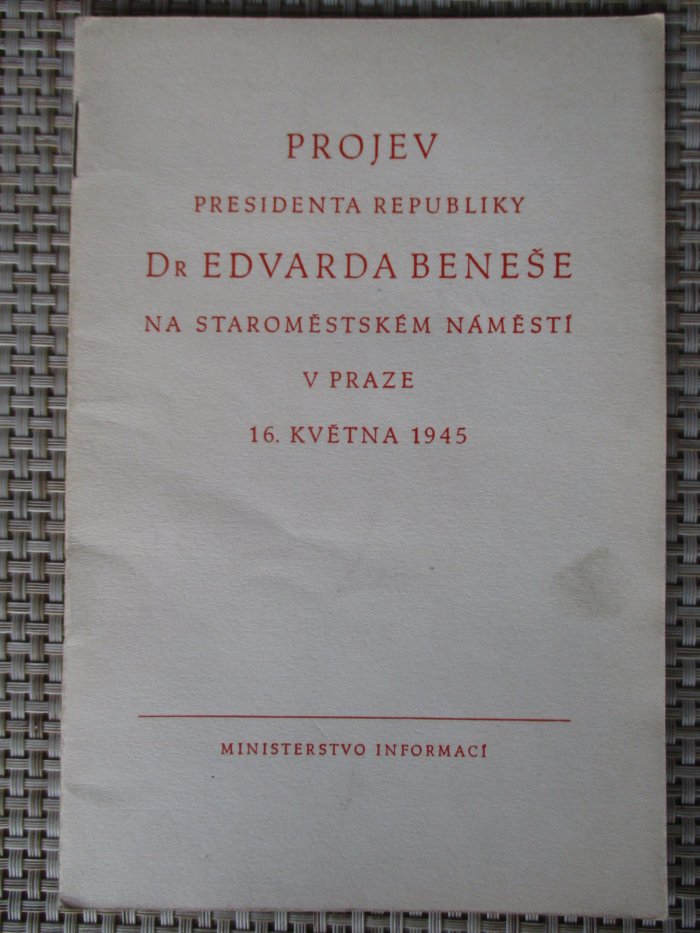 PROJEV
PRESIDENTA REPUBLIKY
DR EDVARDA BENEŠE
NA STAROMĚSTSKÉM NÁMĚSTÍ
V PRAZE
16. KVĚTNA 1945
MINISTERSTVO INFORMACÍ